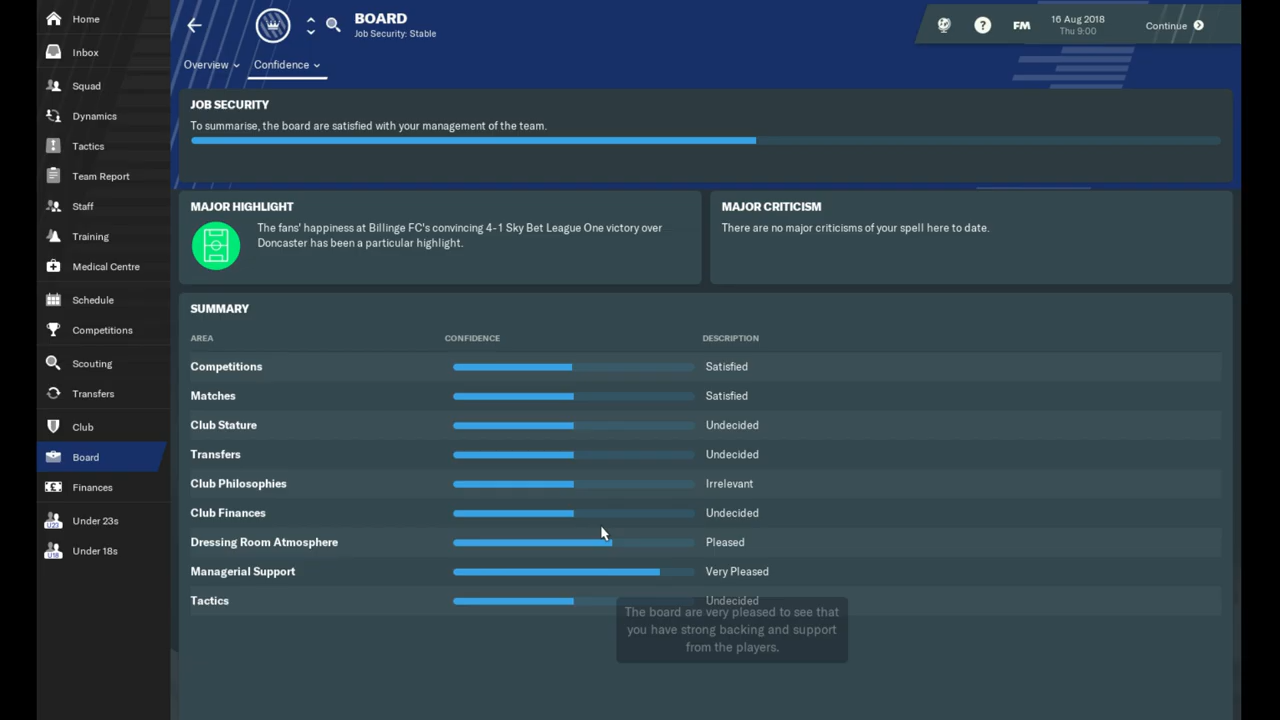 Home
Inbox
Squad
Dynamics
Tactics
Team Report
Staff
Training
Medical Centre
Schedule
Competitions
Scouting
Transfers
Club
Board
Finances
U23
Under 23s
U18
Under 18s
BOARD
Job Security: Stable
?
FM
16 Aug 2018
Thu 9:00
Continue
Overview
Confidence
JOB SECURITY
To summarise, the board are satisfied with your management of the team.
MAJOR HIGHLIGHT
The fans' happiness at Billinge FC's convincing 4-1 Sky Bet League One victory over
Doncaster has been a particular highlight.
MAJOR CRITICISM
There are no major criticisms of your spell here to date.
SUMMARY
AREA CONFIDENCE DESCRIPTION
Competitions Satisfied
Matches Satisfied
Club Stature Undecided
Transfers Undecided
Club Philosophies Irrelevant
Club Finances Undecided
Dressing Room Atmosphere Pleased
Managerial Support Very Pleased
Tactics Undecided
The board are very pleased to see that
you have strong backing and support
from the players.